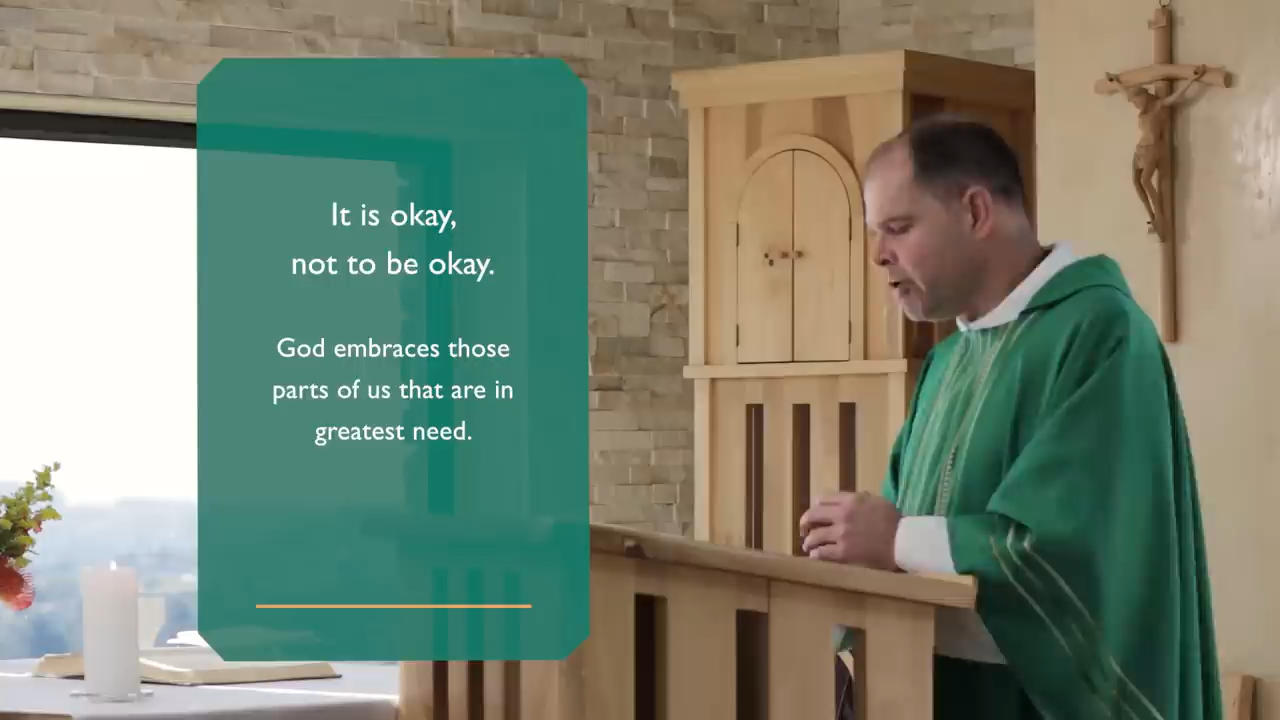 It is okay,
not to be okay.
God embraces those
parts of us that are in
greatest need.